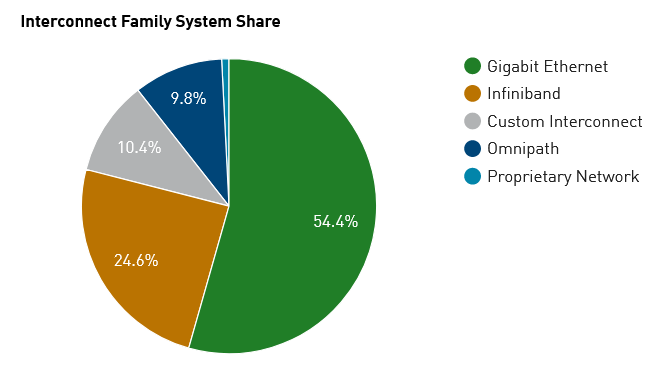 Interconnect Family System Share
Gigabit Ethernet
Infiniband
Custom Interconnect
Omnipath
Proprietary Network
9.8%
10.4%
54.4%
24.6%